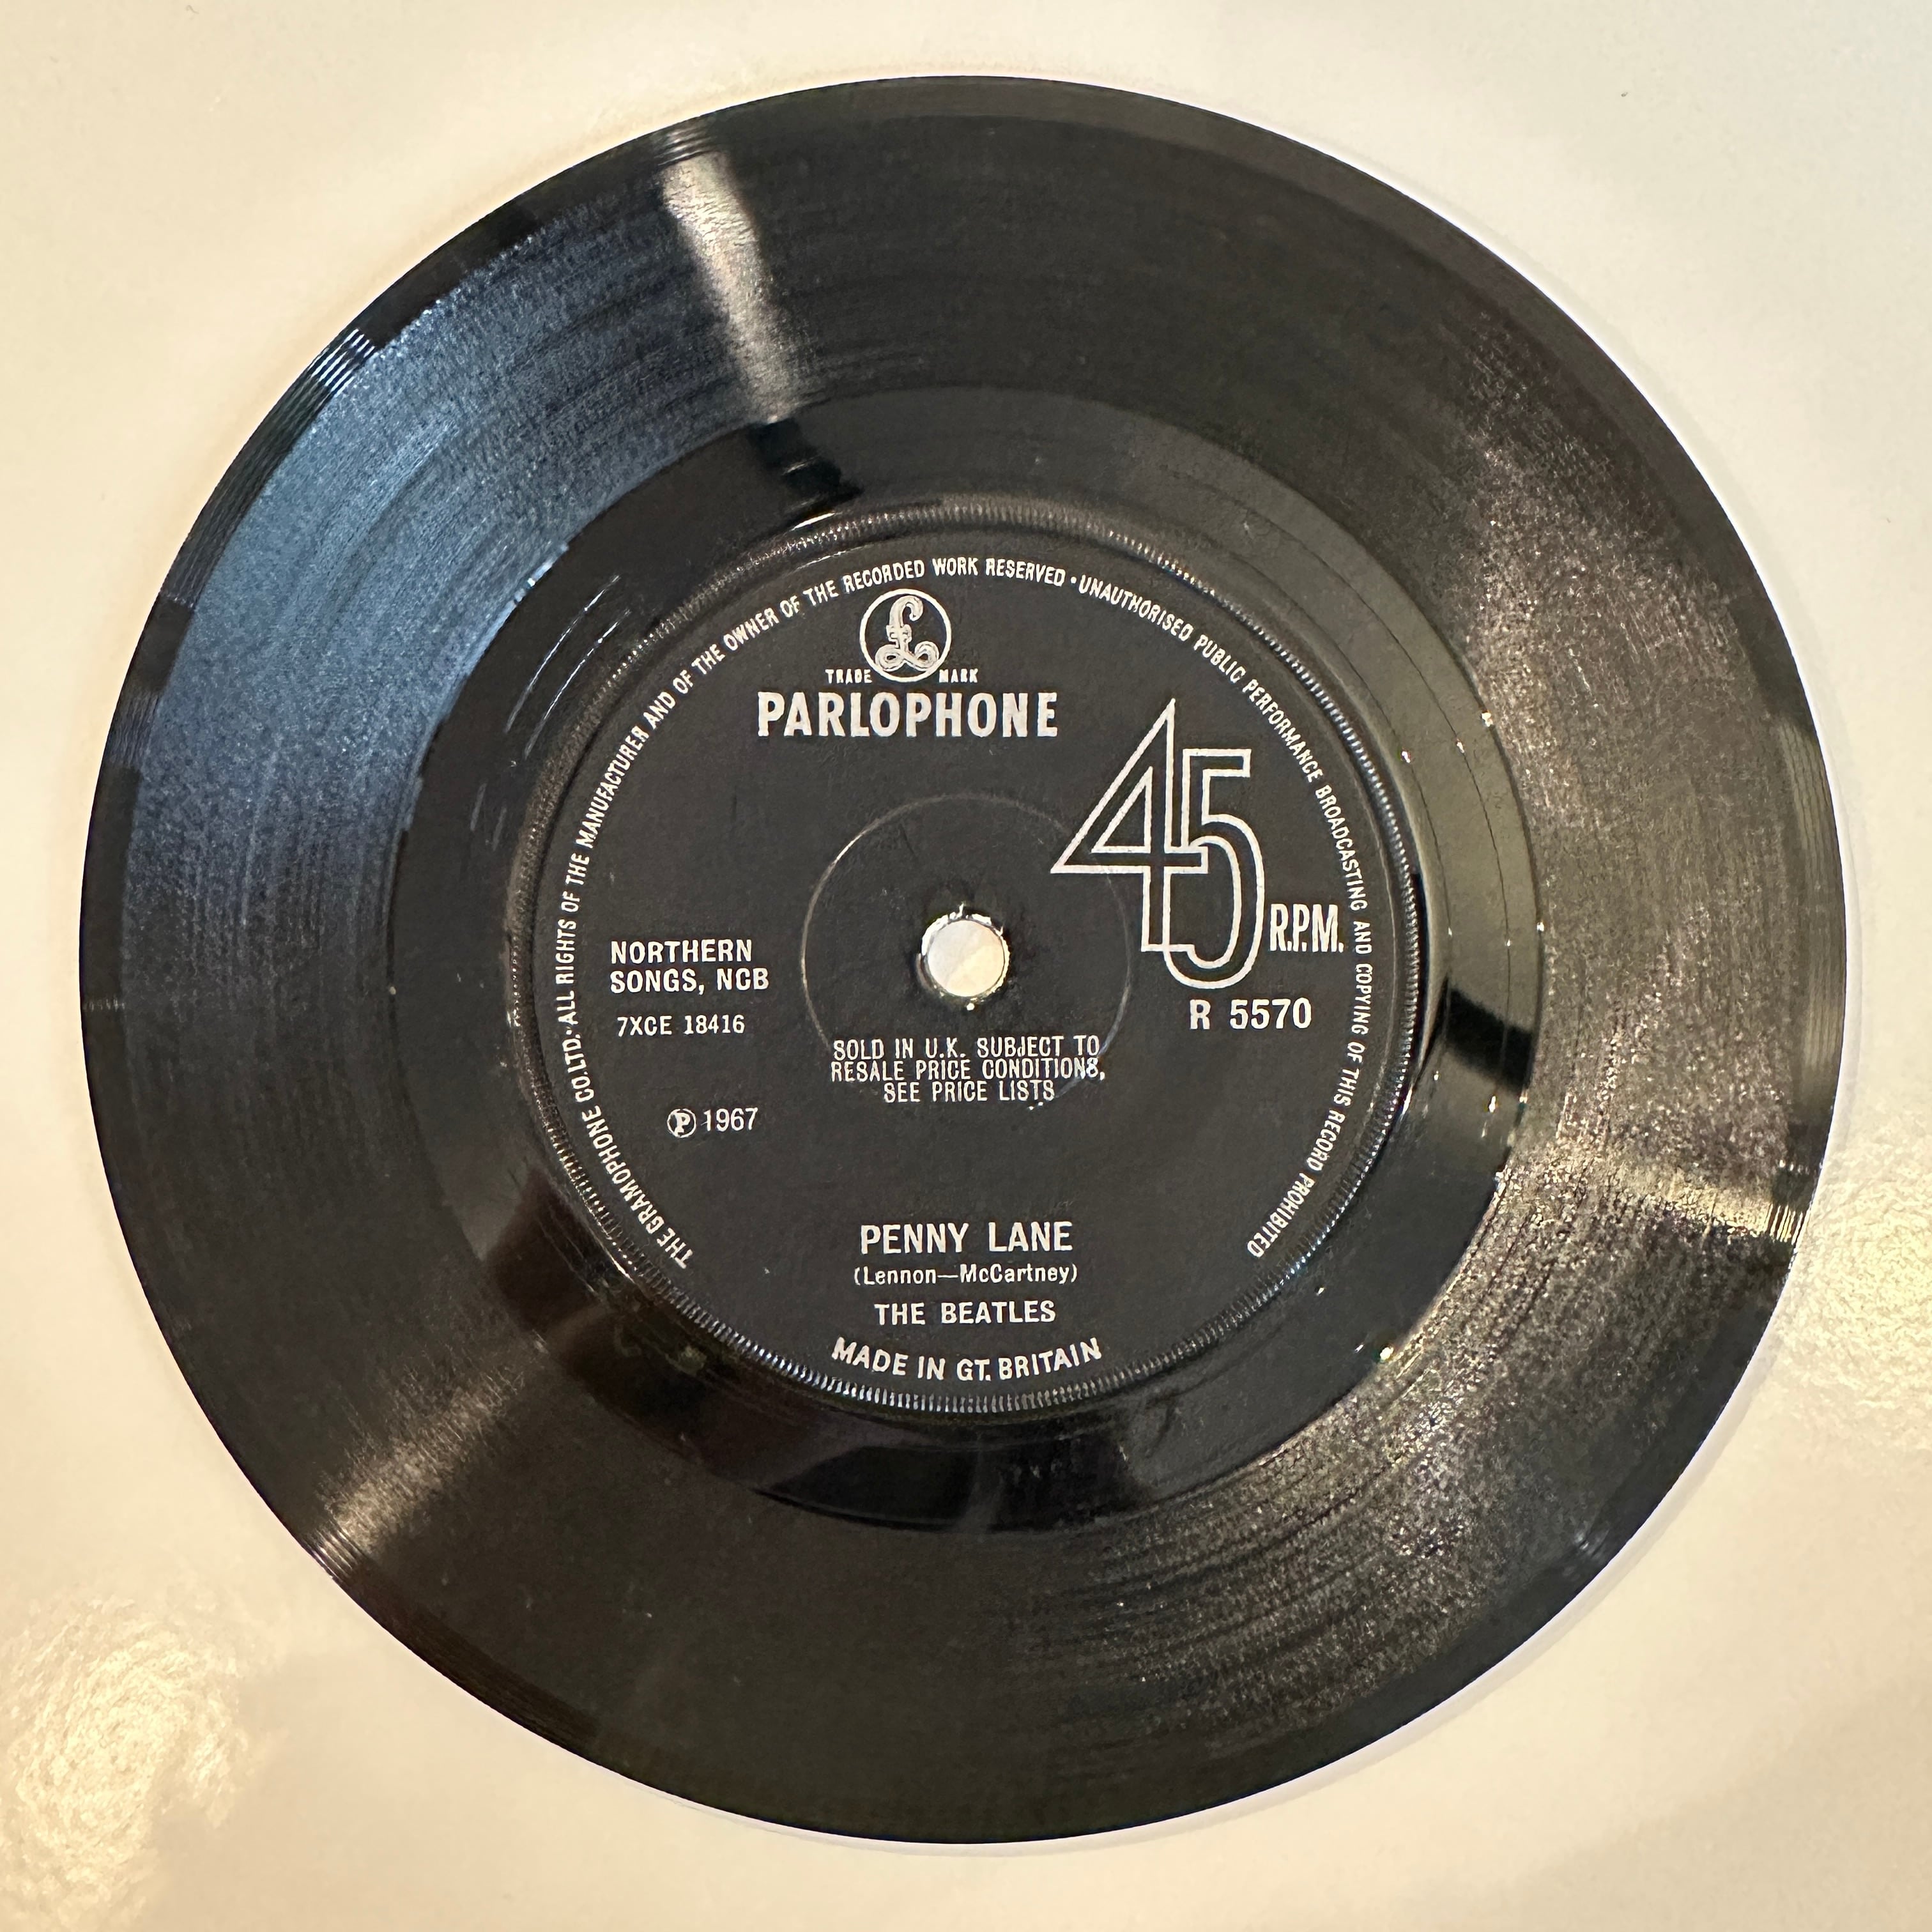 THE GRAMOPHONE CO.LTD.·ALL RIGHTS OF THE MANUFACTURER AND OF THE OWNER OF THE RECORDED WORK RESERVED·UNAUTHORISED PUBLIC PERFORMANCE BROADCASTING AND COPYING OF THIS RECORD PROHIBITED
£
TRADE MARK
PARLOPHONE
45 R.P.M.
NORTHERN
SONGS, NCB
7XCE 18416
R 5570
SOLD IN U.K. SUBJECT TO
RESALE PRICE CONDITIONS,
SEE PRICE LISTS
Ⓟ 1967
PENNY LANE
(Lennon—McCartney)
THE BEATLES
MADE IN GT. BRITAIN